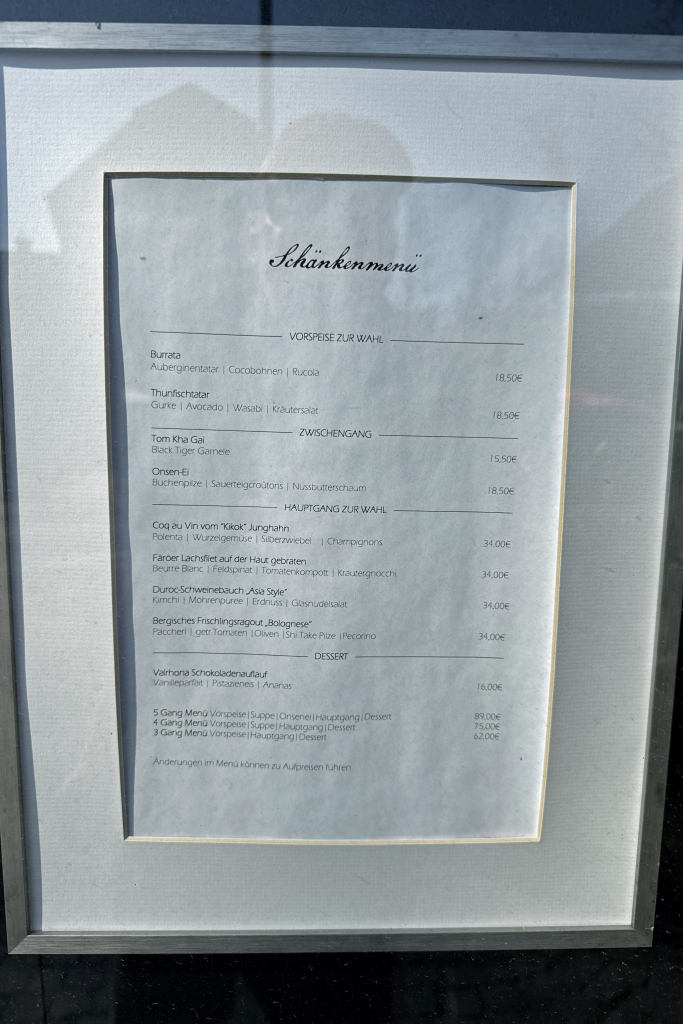 Schänkenmenü
VORSPEISE ZUR WAHL
Burrata
Auberginentatar | Cocobohnen | Rucola
18,50€
Thunfischtatar
Gurke | Avocado | Wasabi | Kräutersalat
18,50€
ZWISCHENGANG
Tom Kha Gai
Black Tiger Garnele
15,50€
Onsen-Ei
Buchenpilze | Sauerteigcroûtons | Nussbutterschaum
18,50€
HAUPTGANG ZUR WAHL
Coq au Vin vom "Kikok" Junghahn
Polenta | Wurzelgemüse | Silberzwiebel | Champignons
34,00€
Färöer Lachsfilet auf der Haut gebraten
Beurre Blanc | Feldspinat | Tomatenkompott | Kräutergnocchi
34,00€
Duroc-Schweinebauch „Asia Style"
Kimchi | Möhrenpüree | Erdnuss | Glasnudelsalat
34,00€
Bergisches Frischlingsragout „Bolognese"
Paccheri | getr.Tomaten |Oliven |Shi Take Pilze |Pecorino
34,00€
DESSERT
Valrhona Schokoladenauflauf
Vanilleparfait | Pistazieneis | Ananas
16,00€
5 Gang Menü Vorspeise|Suppe|Onsenei|Hauptgang|Dessert 89,00€
4 Gang Menü Vorspeise|Suppe|Hauptgang|Dessert 75,00€
3 Gang Menü Vorspeise|Hauptgang|Dessert 62,00€
Änderungen im Menü können zu Aufpreisen führen